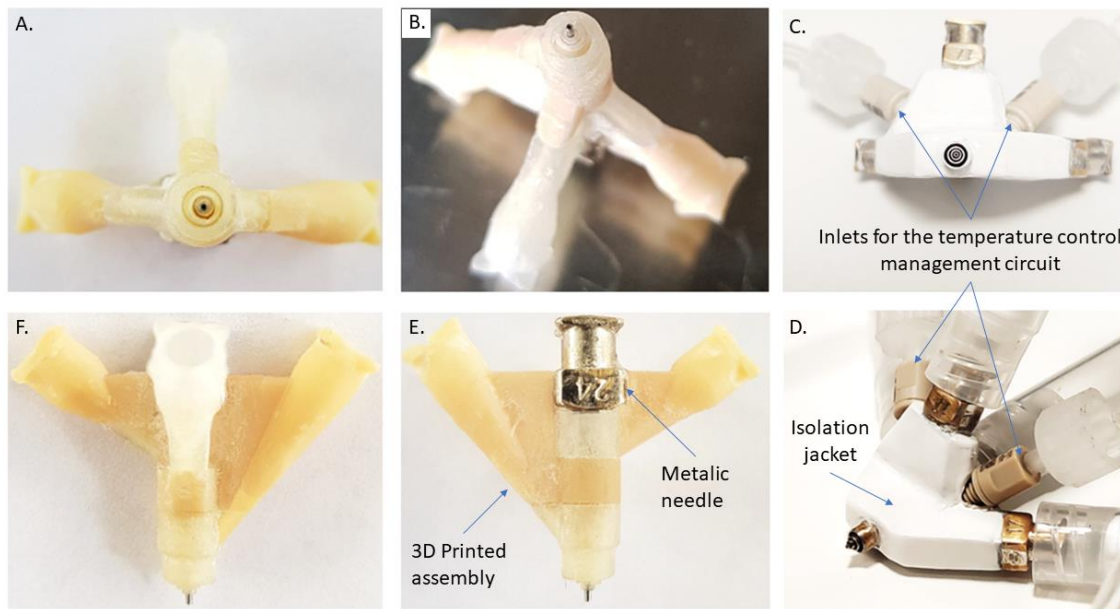 A.
B.
C.
Inlets for the temperature control
management circuit
F.
E.
24
Metalic
needle
3D Printed
assembly
D.
Isolation
jacket